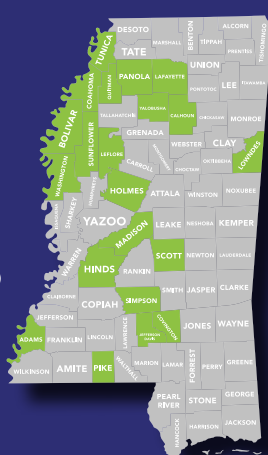 DESOTO
BENTON
ALCORN
TUNICA
TATE
MARSHALL
TIPPAH
PRENTISS
TISHOMINGO
UNION
COAHOMA
QUITMAN
PANOLA
LAFAYETTE
PONTOTOC
LEE
ITAWAMBA
BOLIVAR
TALLAHATCHIE
YALOBUSHA
CALHOUN
CHICKASAW
MONROE
SUNFLOWER
GRENADA
LEFLORE
WEBSTER
CLAY
WASHINGTON
CARROLL
MONTGOMERY
CHOCTAW
OKTIBBEHA
LOWNDES
HUMPHREYS
HOLMES
ATTALA
WINSTON
NOXUBEE
SHARKEY
YAZOO
MADISON
LEAKE
NESHOBA
KEMPER
WARREN
HINDS
RANKIN
SCOTT
NEWTON
LAUDERDALE
CLAIBORNE
COPIAH
SIMPSON
SMITH
JASPER
CLARKE
JEFFERSON
ADAMS
FRANKLIN
LINCOLN
LAWRENCE
JEFFERSON
DAVIS
COVINGTON
JONES
WAYNE
WILKINSON
AMITE
PIKE
WALTHALL
MARION
LAMAR
FORREST
PERRY
GREENE
PEARL
RIVER
STONE
GEORGE
HANCOCK
HARRISON
JACKSON